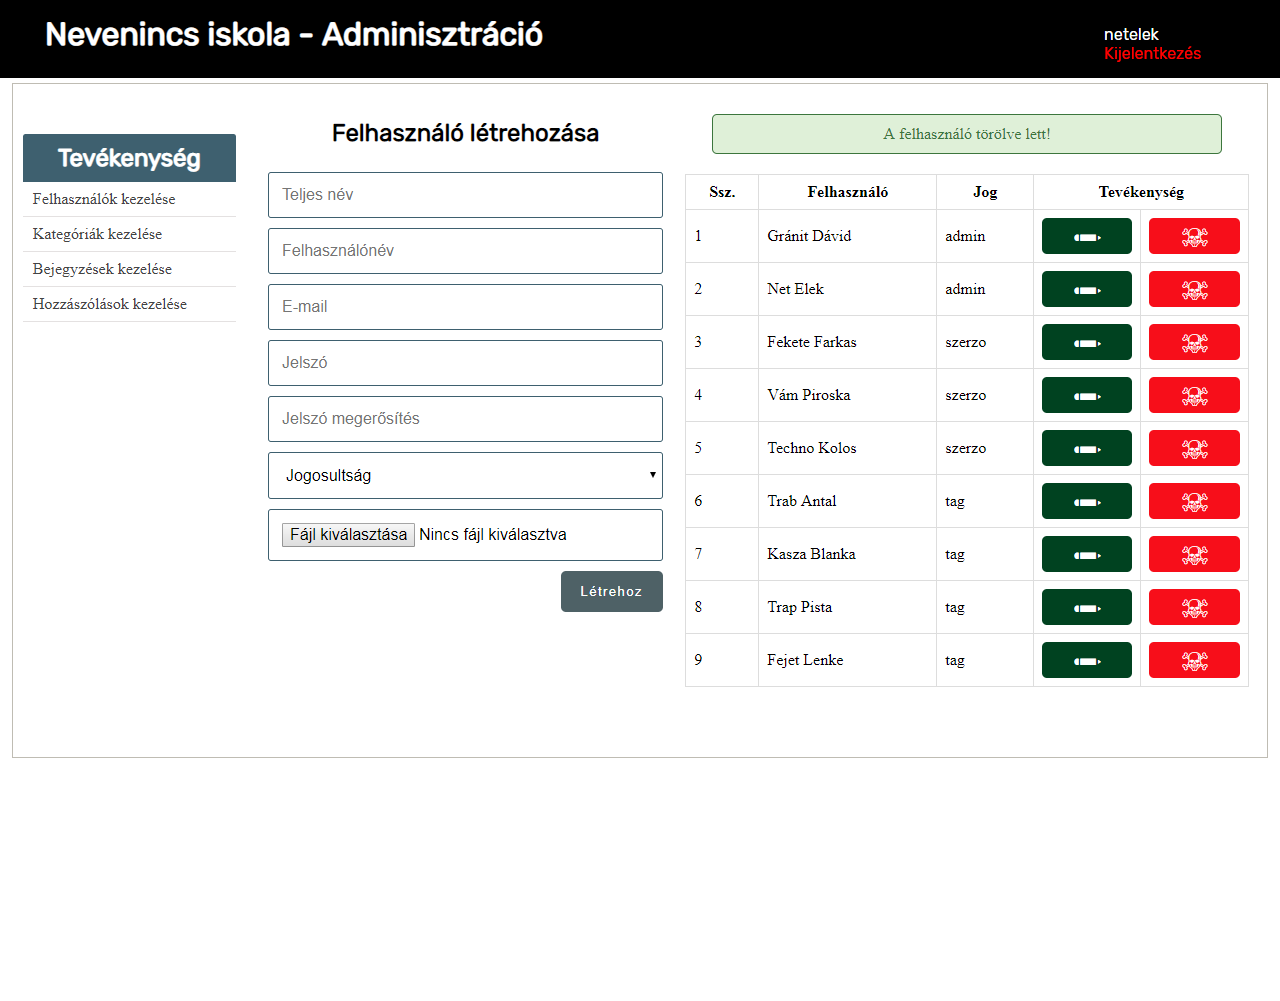 Nevenincs iskola - Adminisztráció
netelek
Kijelentkezés
Tevékenység
Felhasználók kezelése
Kategóriák kezelése
Bejegyzések kezelése
Hozzászólások kezelése
Felhasználó létrehozása
Teljes név
Felhasználónév
E-mail
Jelszó
Jelszó megerősítés
Jogosultság
Fájl kiválasztása Nincs fájl kiválasztva
Létrehoz
A felhasználó törölve lett!
Ssz. Felhasználó Jog Tevékenység
1 Gránit Dávid admin
2 Net Elek admin
3 Fekete Farkas szerzo
4 Vám Piroska szerzo
5 Techno Kolos szerzo
6 Trab Antal tag
7 Kasza Blanka tag
8 Trap Pista tag
9 Fejet Lenke tag